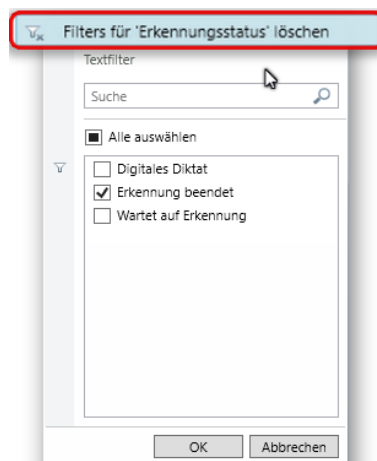 Filters für 'Erkennungsstatus' löschen
Textfilter
Suche
Alle auswählen
Digitales Diktat
Erkennung beendet
Wartet auf Erkennung
OK Abbrechen